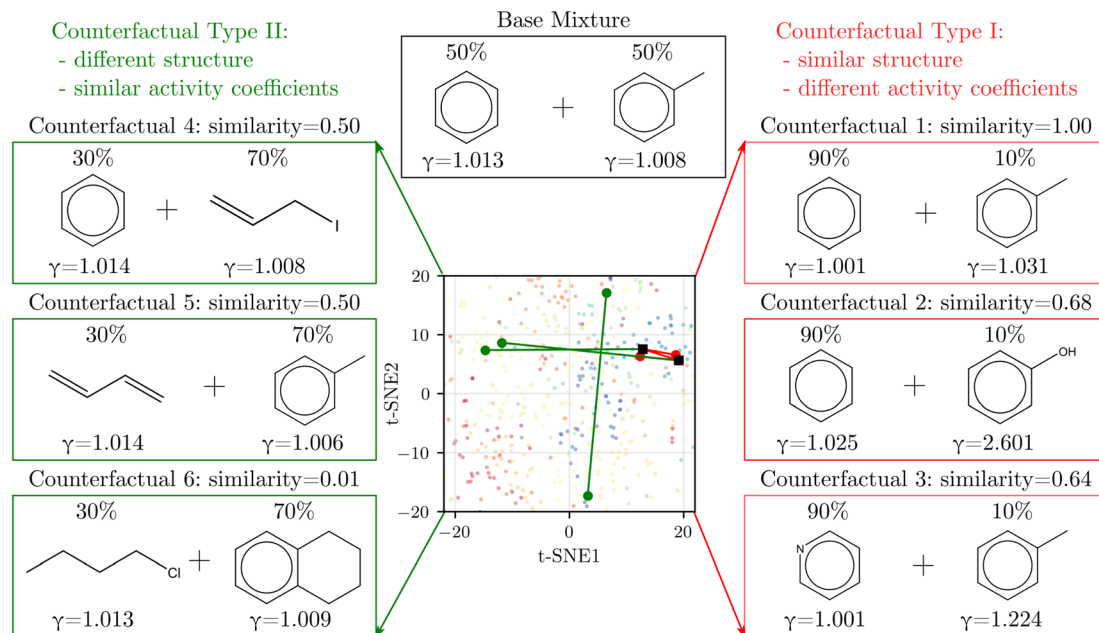 Base Mixture
50% 50%
+
γ=1.013 γ=1.008
Counterfactual Type II:
- different structure
- similar activity coefficients
Counterfactual 4: similarity=0.50
30% 70%
+
I
γ=1.014 γ=1.008
Counterfactual 5: similarity=0.50
30% 70%
+
γ=1.014 γ=1.006
Counterfactual 6: similarity=0.01
30% 70%
+
Cl
γ=1.013 γ=1.009
20
10
0
−10
−20
t-SNE2
−20 0 20
t-SNE1
Counterfactual Type I:
- similar structure
- different activity coefficients
Counterfactual 1: similarity=1.00
90% 10%
+
γ=1.001 γ=1.031
Counterfactual 2: similarity=0.68
90% 10%
OH
+
γ=1.025 γ=2.601
Counterfactual 3: similarity=0.64
90% 10%
N
+
γ=1.001 γ=1.224